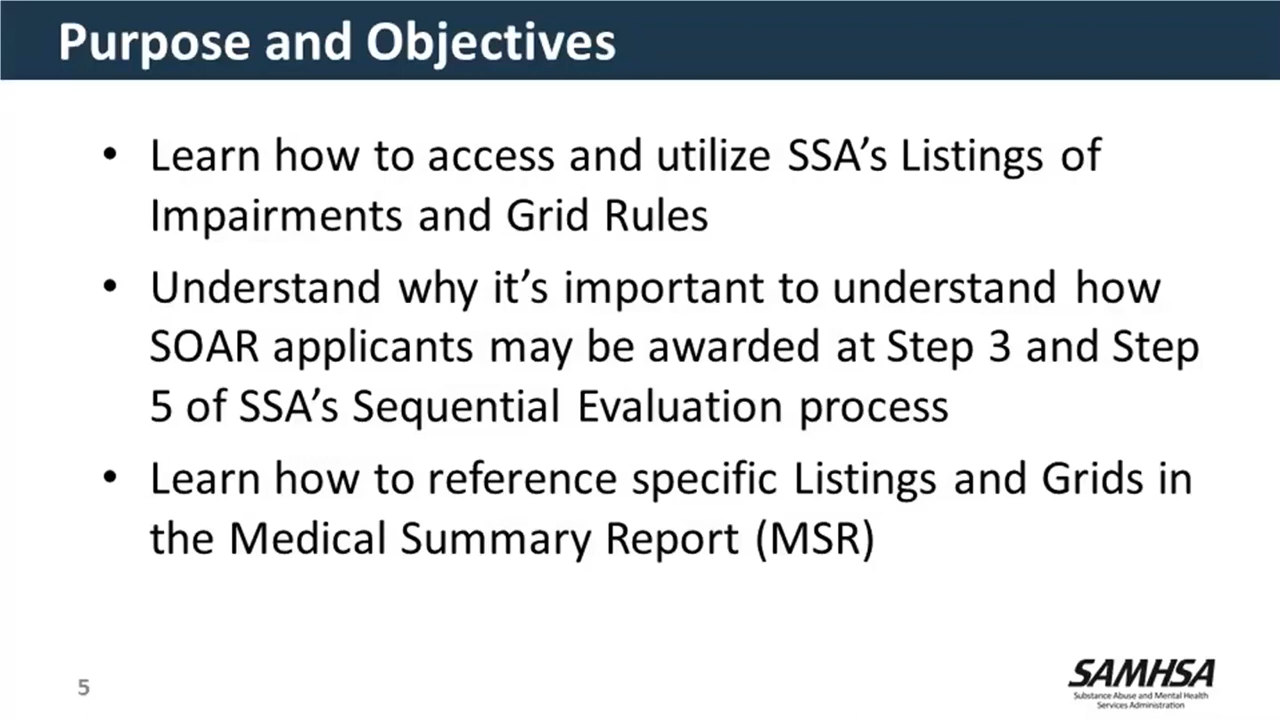 Purpose and Objectives
• Learn how to access and utilize SSA’s Listings of
Impairments and Grid Rules
• Understand why it’s important to understand how
SOAR applicants may be awarded at Step 3 and Step
5 of SSA’s Sequential Evaluation process
• Learn how to reference specific Listings and Grids in
the Medical Summary Report (MSR)
5
SAMHSA
Substance Abuse and Mental Health
Services Administration